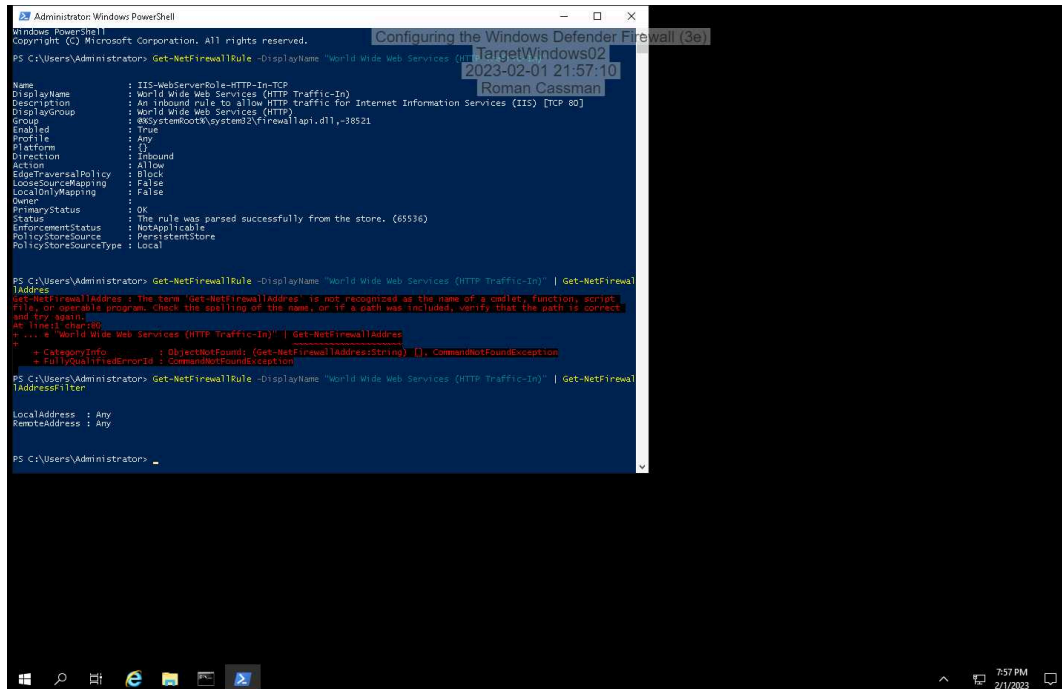 Administrator: Windows PowerShell
Windows PowerShell
Copyright (C) Microsoft Corporation. All rights reserved.
Configuring the Windows Defender Firewall (3e)
TargetWindows02
2023-02-01 21:57:10
Roman Cassman
PS C:\Users\Administrator> Get-NetFirewallRule -DisplayName "World Wide Web Services (HTTP
Name : IIS-WebServerRole-HTTP-In-TCP
DisplayName : World Wide Web Services (HTTP Traffic-In)
Description : An inbound rule to allow HTTP traffic for Internet Information Services (IIS) [TCP 80]
DisplayGroup : World Wide Web Services (HTTP)
Group : @%SystemRoot%\system32\firewallapi.dll,-38521
Enabled : True
Profile : Any
Platform : {}
Direction : Inbound
Action : Allow
EdgeTraversalPolicy : Block
LooseSourceMapping : False
LocalOnlyMapping : False
Owner :
PrimaryStatus : OK
Status : The rule was parsed successfully from the store. (65536)
EnforcementStatus : NotApplicable
PolicyStoreSource : PersistentStore
PolicyStoreSourceType : Local
PS C:\Users\Administrator> Get-NetFirewallRule -DisplayName "World Wide Web Services (HTTP Traffic-In)" | Get-NetFirewal
lAddres
Get-NetFirewallAddres : The term 'Get-NetFirewallAddres' is not recognized as the name of a cmdlet, function, script
file, or operable program. Check the spelling of the name, or if a path was included, verify that the path is correct
and try again.
At line:1 char:86
+ ... e "World Wide Web Services (HTTP Traffic-In)" | Get-NetFirewallAddres
+ ~~~~~~~~~~~~~~~~~~~~~
+ CategoryInfo : ObjectNotFound: (Get-NetFirewallAddres:String) [], CommandNotFoundException
+ FullyQualifiedErrorId : CommandNotFoundException
PS C:\Users\Administrator> Get-NetFirewallRule -DisplayName "World Wide Web Services (HTTP Traffic-In)" | Get-NetFirewal
lAddressFilter
LocalAddress : Any
RemoteAddress : Any
PS C:\Users\Administrator> _
7:57 PM
2/1/2023